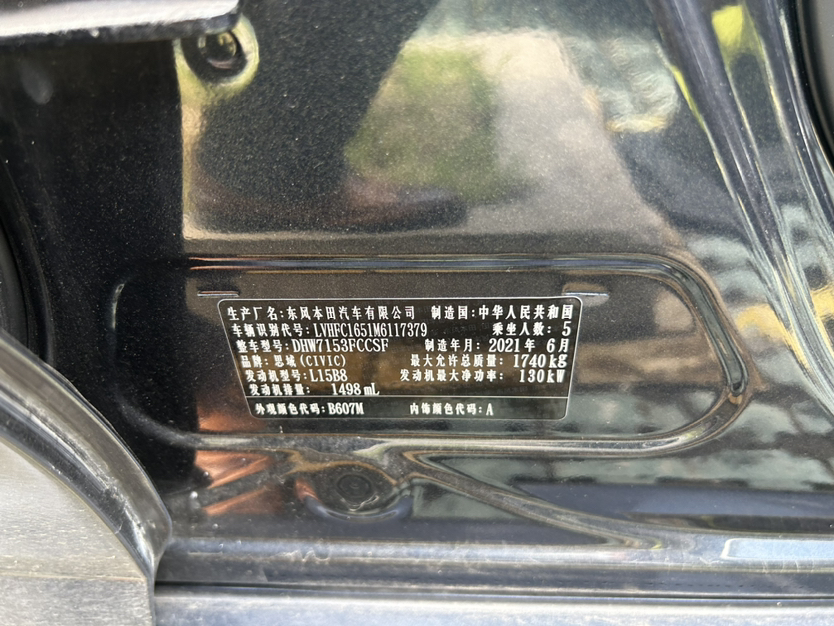 生产厂名:东风本田汽车有限公司 制造国:中华人民共和国
车辆识别代号:LVHFC1651M6117379 乘坐人数:5
整车型号:DHW7153FCCSF 制造年月:2021年6月
品牌:思域(CIVIC) 最大允许总质量:1740kg
发动机型号:L15B8 发动机最大净功率:130kW
发动机排量:1498mL
外观颜色代码:B607M 内饰颜色代码:A